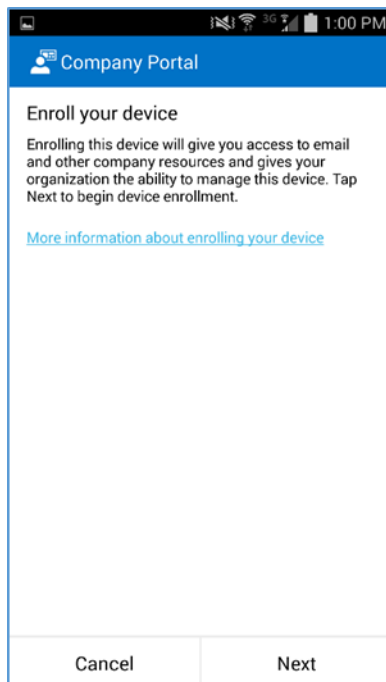 3G 1:00 PM
Company Portal
Enroll your device
Enrolling this device will give you access to email
and other company resources and gives your
organization the ability to manage this device. Tap
Next to begin device enrollment.
More information about enrolling your device
Cancel Next